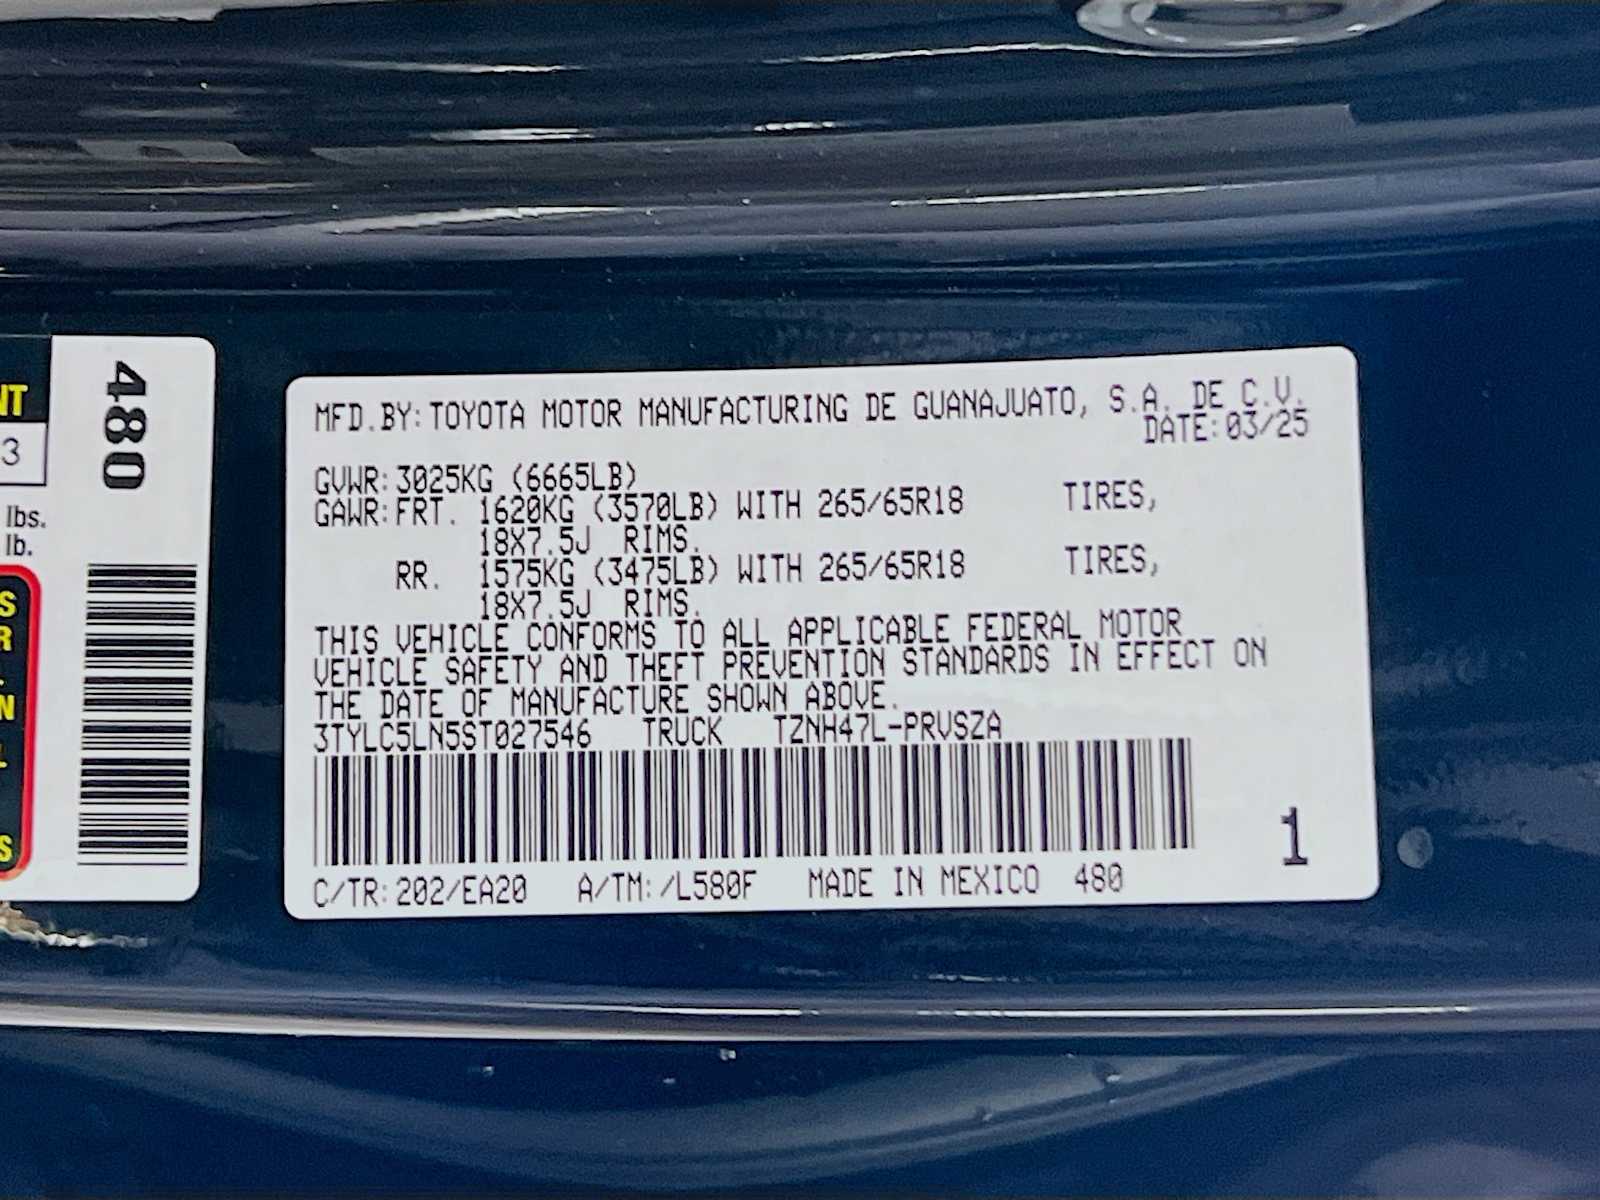 NT
3
lbs.
lb.
S
R
N
L
S
480
MFD.BY:TOYOTA MOTOR MANUFACTURING DE GUANAJUATO, S.A. DE C.V.
DATE:03/25
GVWR:3025KG (6665LB)
GAWR:FRT. 1620KG (3570LB) WITH 265/65R18 TIRES,
18X7.5J RIMS.
RR. 1575KG (3475LB) WITH 265/65R18 TIRES,
18X7.5J RIMS.
THIS VEHICLE CONFORMS TO ALL APPLICABLE FEDERAL MOTOR
VEHICLE SAFETY AND THEFT PREVENTION STANDARDS IN EFFECT ON
THE DATE OF MANUFACTURE SHOWN ABOVE.
3TYLC5LN5ST027546 TRUCK TZNH47L-PRVSZA
1
C/TR:202/EA20 A/TM:/L580F MADE IN MEXICO 480